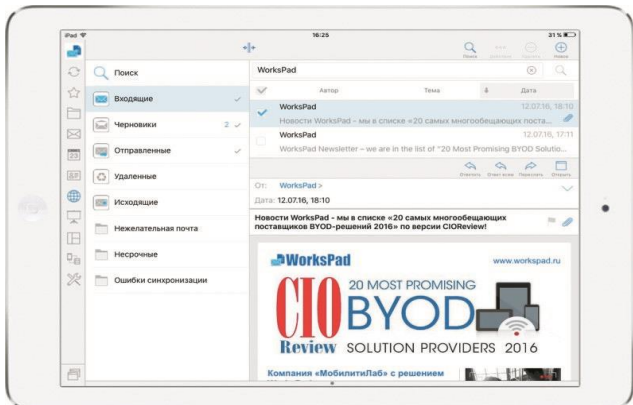 iPad
16:25
31 %
Поиск
Новое
Поиск
Входящие
Черновики 2
Отправленные
Удаленные
Исходящие
Нежелательная почта
Несрочные
Ошибки синхронизации
WorksPad
Автор Тема Дата
WorksPad 12.07.16, 18:10
Новости WorksPad - мы в списке «20 самых многообещающих поста...
WorksPad 12.07.16, 17:11
WorksPad Newsletter – we are in the list of "20 Most Promising BYOD Solutio...
Ответить Ответ всем Переслать Открыть
От: WorksPad >
Дата: 12.07.16, 18:10
Новости WorksPad - мы в списке «20 самых многообещающих
поставщиков BYOD-решений 2016» по версии CIOReview!
WorksPad www.workspad.ru
CIO
Review
20 MOST PROMISING
BYOD
SOLUTION PROVIDERS 2016
Компания «МобилитиЛаб» с решением